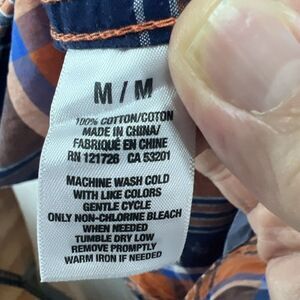 M / M
100% COTTON/COTON
MADE IN CHINA/
FABRIQUÉ EN CHINE
RN 121726 CA 53201
MACHINE WASH COLD
WITH LIKE COLORS
GENTLE CYCLE
ONLY NON-CHLORINE BLEACH
WHEN NEEDED
TUMBLE DRY LOW
REMOVE PROMPTLY
WARM IRON IF NEEDED